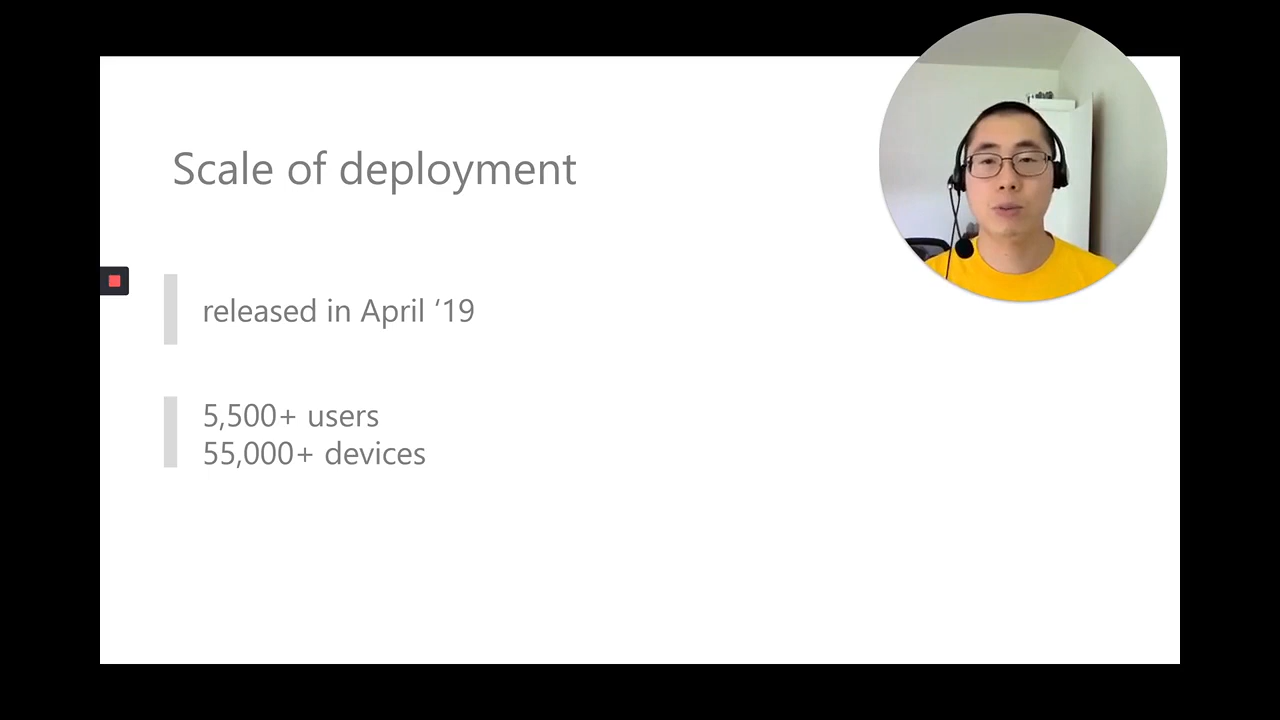 Scale of deployment
released in April ‘19
5,500+ users
55,000+ devices